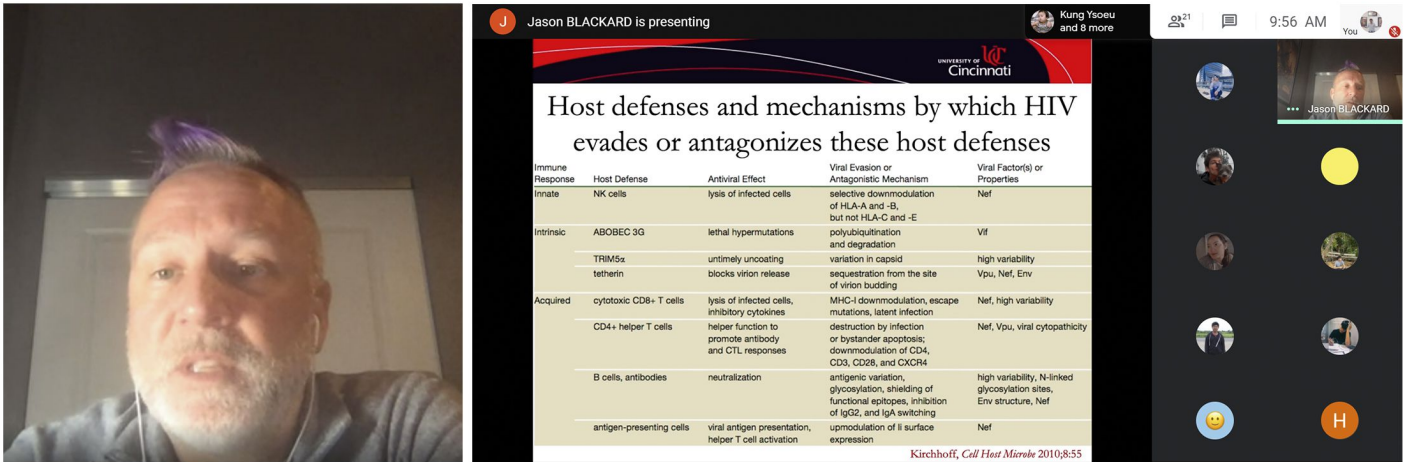 J Jason BLACKARD is presenting
Kung Ysoeu
and 8 more
21
9:56 AM
You
UNIVERSITY OF
Cincinnati
Jason BLACKARD
Host defenses and mechanisms by which HIV
evades or antagonizes these host defenses
Immune Viral Evasion or Viral Factor(s) or
Response Host Defense Antiviral Effect Antagonistic Mechanism Properties
Innate NK cells lysis of infected cells selective downmodulation Nef
of HLA-A and -B,
but not HLA-C and -E
Intrinsic ABOBEC 3G lethal hypermutations polyubiquitination Vif
and degradation
TRIM5α untimely uncoating variation in capsid high variability
tetherin blocks virion release sequestration from the site Vpu, Nef, Env
of virion budding
Acquired cytotoxic CD8+ T cells lysis of infected cells, MHC-I downmodulation, escape Nef, high variability
inhibitory cytokines mutations, latent infection
CD4+ helper T cells helper function to destruction by infection Nef, Vpu, viral cytopathicity
promote antibody or bystander apoptosis;
and CTL responses downmodulation of CD4,
CD3, CD28, and CXCR4
B cells, antibodies neutralization antigenic variation, high variability, N-linked
glycosylation, shielding of glycosylation sites,
functional epitopes, inhibition Env structure, Nef
of IgG2, and IgA switching
antigen-presenting cells viral antigen presentation, upmodulation of Ii surface Nef
helper T cell activation expression
Kirchhoff, Cell Host Microbe 2010;8:55
H